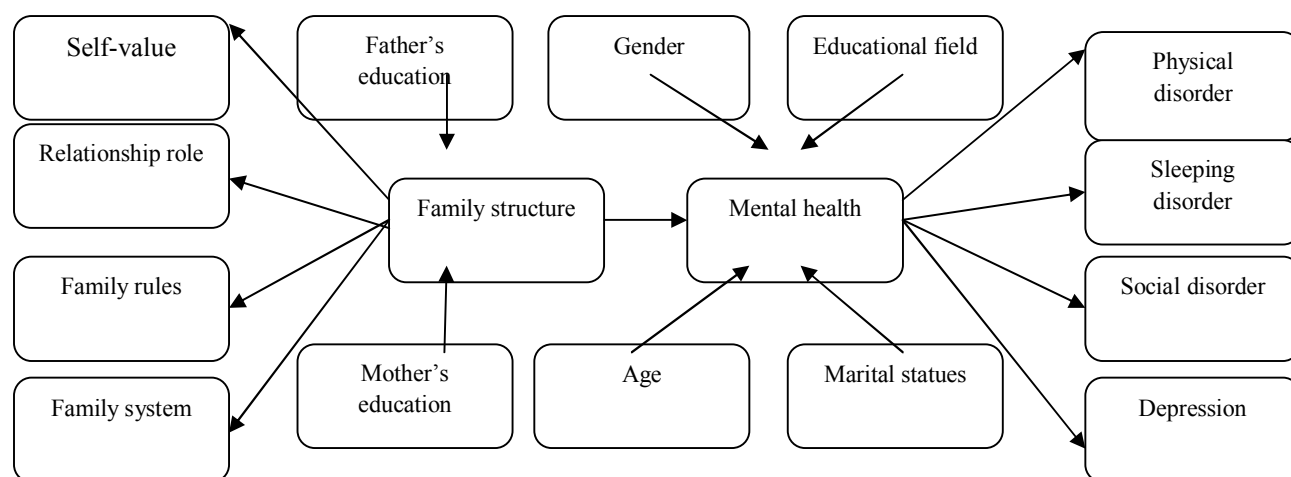 Self-value
Father’s
education
Gender
Educational field
Physical
disorder
Relationship role
Sleeping
disorder
Family structure
Mental health
Family rules
Social disorder
Mother’s
education
Age
Marital statues
Family system
Depression